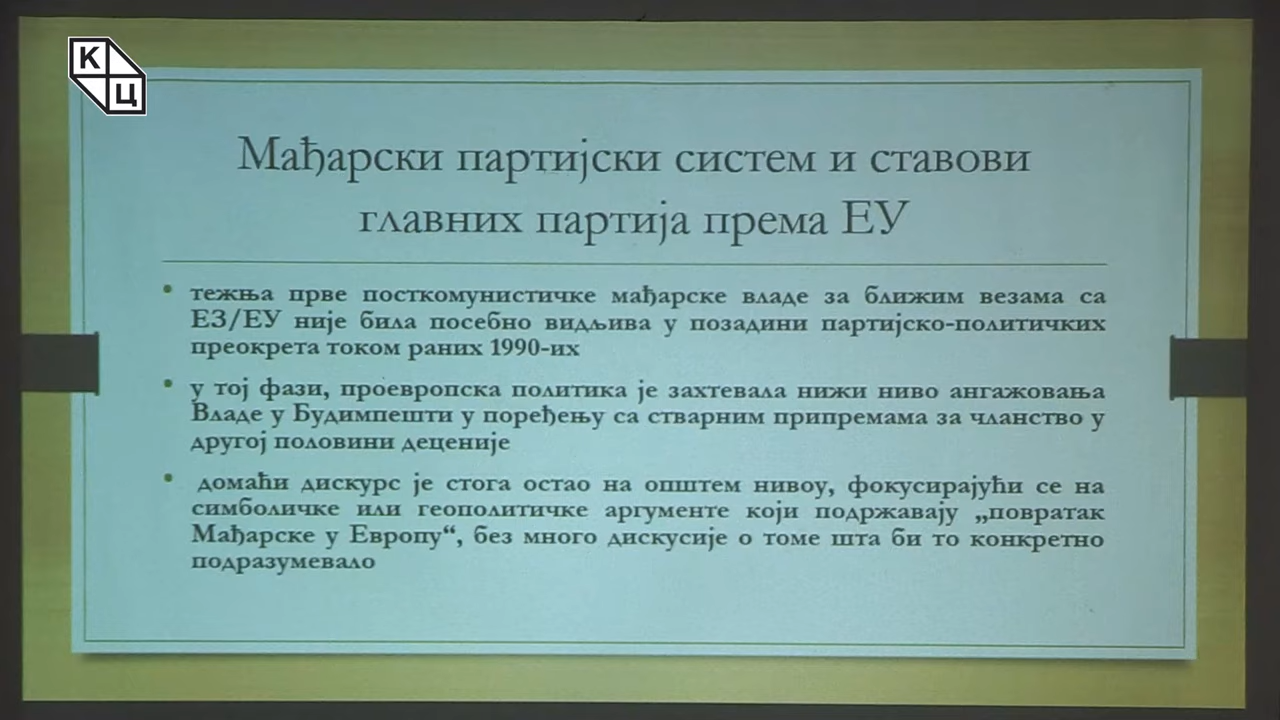 К
Ц
Мађарски партијски систем и ставови
главних партија према ЕУ
• тежња прве посткомунистичке мађарске владе за ближим везама са
ЕЗ/ЕУ није била посебно видљива у позадини партијско-политичких
преокрета током раних 1990-их
• у тој фази, проевропска политика је захтевала нижи ниво ангажовања
Владе у Будимпешти у поређењу са стварним припремама за чланство у
другој половини деценије
• домаћи дискурс је стога остао на општем нивоу, фокусирајући се на
симболичке или геополитичке аргументе који подржавају „повратак
Мађарске у Европу“, без много дискусије о томе шта би то конкретно
подразумевало